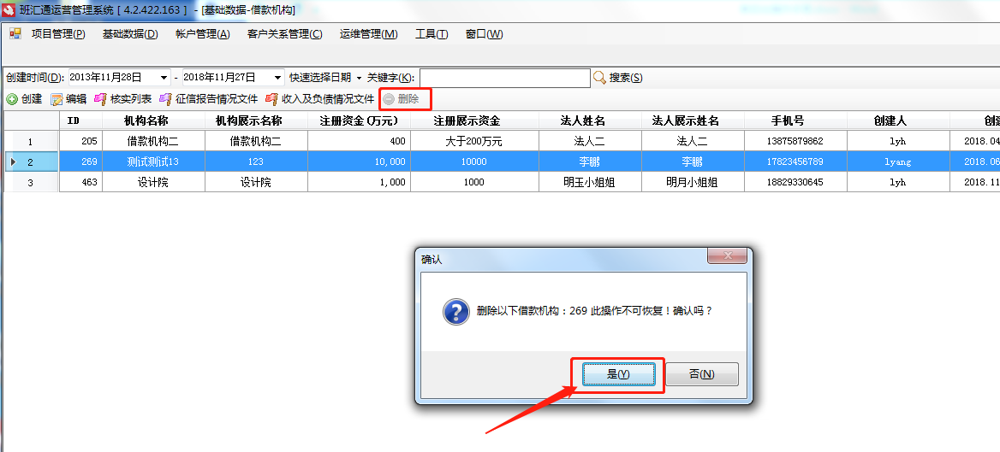 班汇通运营管理系统 [ 4.2.422.163 ] - [基础数据-借款机构]
项目管理(P) 基础数据(D) 帐户管理(A) 客户关系管理(C) 运维管理(M) 工具(T) 窗口(W)
创建时间(D): 2013年11月28日 - 2018年11月27日 快速选择日期 关键字(K): 搜索(S)
创建 编辑 核实列表 征信报告情况文件 收入及负债情况文件 删除
ID 机构名称 机构展示名称 注册资金(万元) 注册展示资金 法人姓名 法人展示姓名 手机号 创建人 创建
1 205 借款机构二 借款机构二 400 大于200万元 法人二 法人二 13875879862 lyh 2018.04
2 269 测试测试13 123 10,000 10000 李鹏 李鹏 17823456789 lyang 2018.06
3 463 设计院 设计院 1,000 1000 明玉小姐姐 明月小姐姐 18829330645 lyh 2018.11
确认
删除以下借款机构：269 此操作不可恢复！确认吗？
是(Y) 否(N)